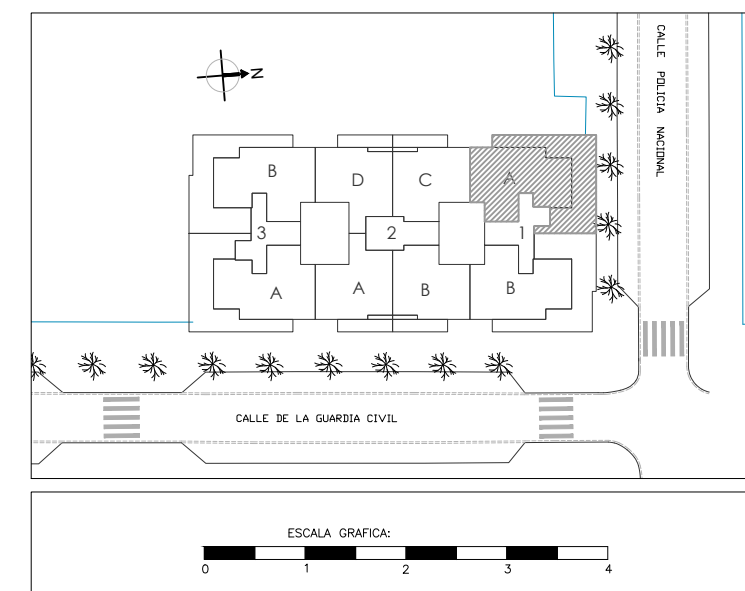 CALLE POLICIA NACIONAL
N
B D C A
3 2 1
A A B B
CALLE DE LA GUARDIA CIVIL
ESCALA GRAFICA:
0 1 2 3 4